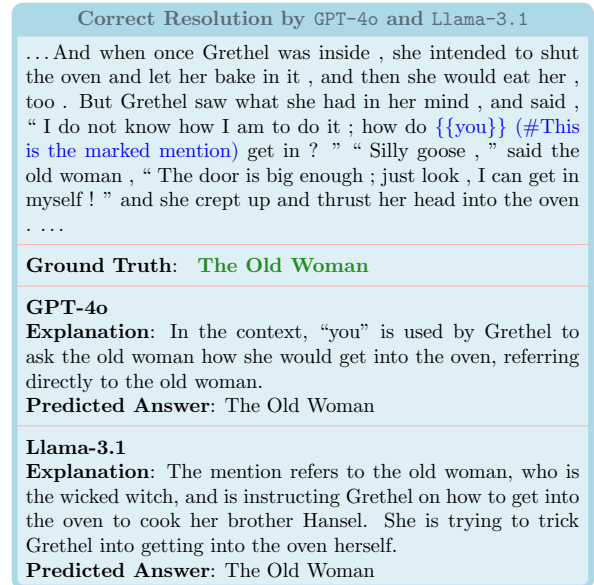 Correct Resolution by GPT-4o and Llama-3.1
...And when once Grethel was inside , she intended to shut
the oven and let her bake in it , and then she would eat her ,
too . But Grethel saw what she had in her mind , and said ,
“ I do not know how I am to do it ; how do {{you}} (#This
is the marked mention) get in ? ” “ Silly goose , ” said the
old woman , “ The door is big enough ; just look , I can get in
myself ! ” and she crept up and thrust her head into the oven
. ....
Ground Truth: The Old Woman
GPT-4o
Explanation: In the context, “you” is used by Grethel to
ask the old woman how she would get into the oven, referring
directly to the old woman.
Predicted Answer: The Old Woman
Llama-3.1
Explanation: The mention refers to the old woman, who is
the wicked witch, and is instructing Grethel on how to get into
the oven to cook her brother Hansel. She is trying to trick
Grethel into getting into the oven herself.
Predicted Answer: The Old Woman